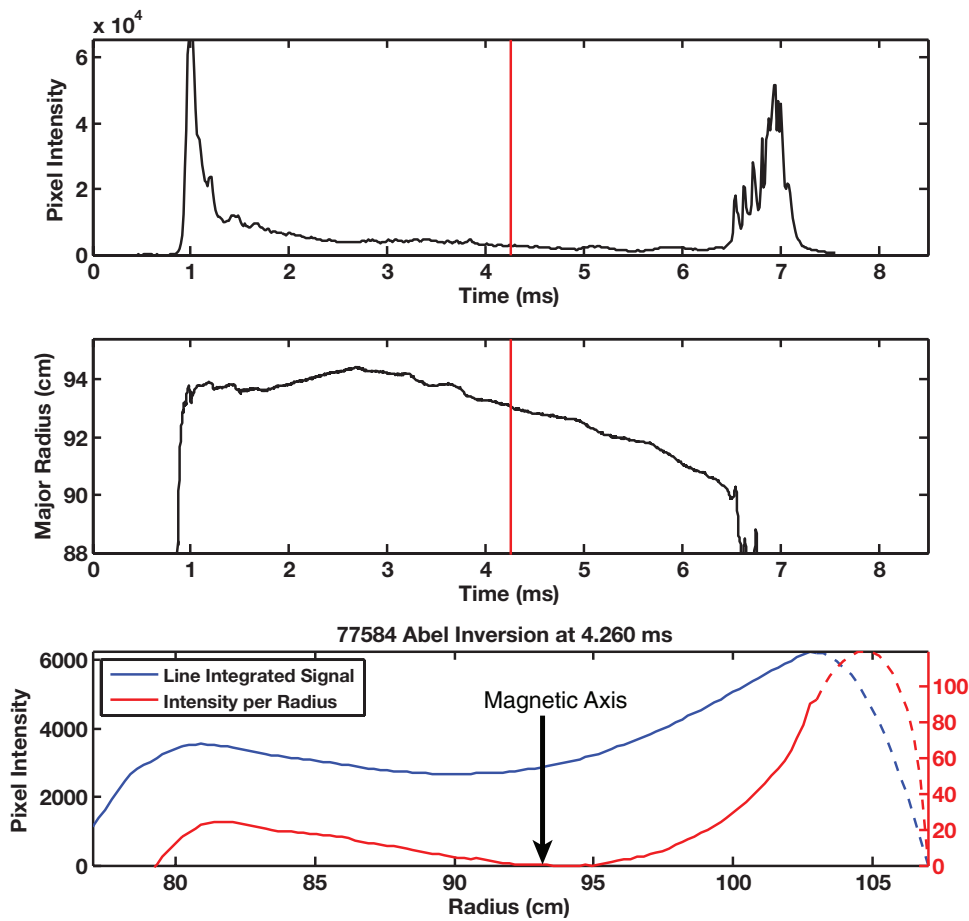 x 10⁴
6
4
2
0
Pixel Intensity
0 1 2 3 4 5 6 7 8
Time (ms)
94
92
90
88
Major Radius (cm)
0 1 2 3 4 5 6 7 8
Time (ms)
77584 Abel Inversion at 4.260 ms
6000
4000
2000
0
Pixel Intensity
Line Integrated Signal
Intensity per Radius
Magnetic Axis
100
80
60
40
20
0
80 85 90 95 100 105
Radius (cm)